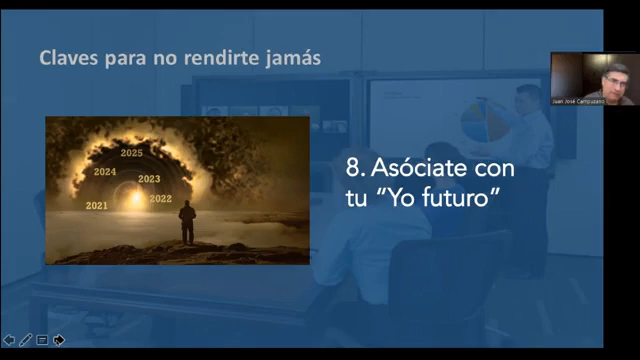 Claves para no rendirte jamás
Juan José Campuzano
2025
2024
2023
2022
2021
8. Asóciate con
tu “Yo futuro”